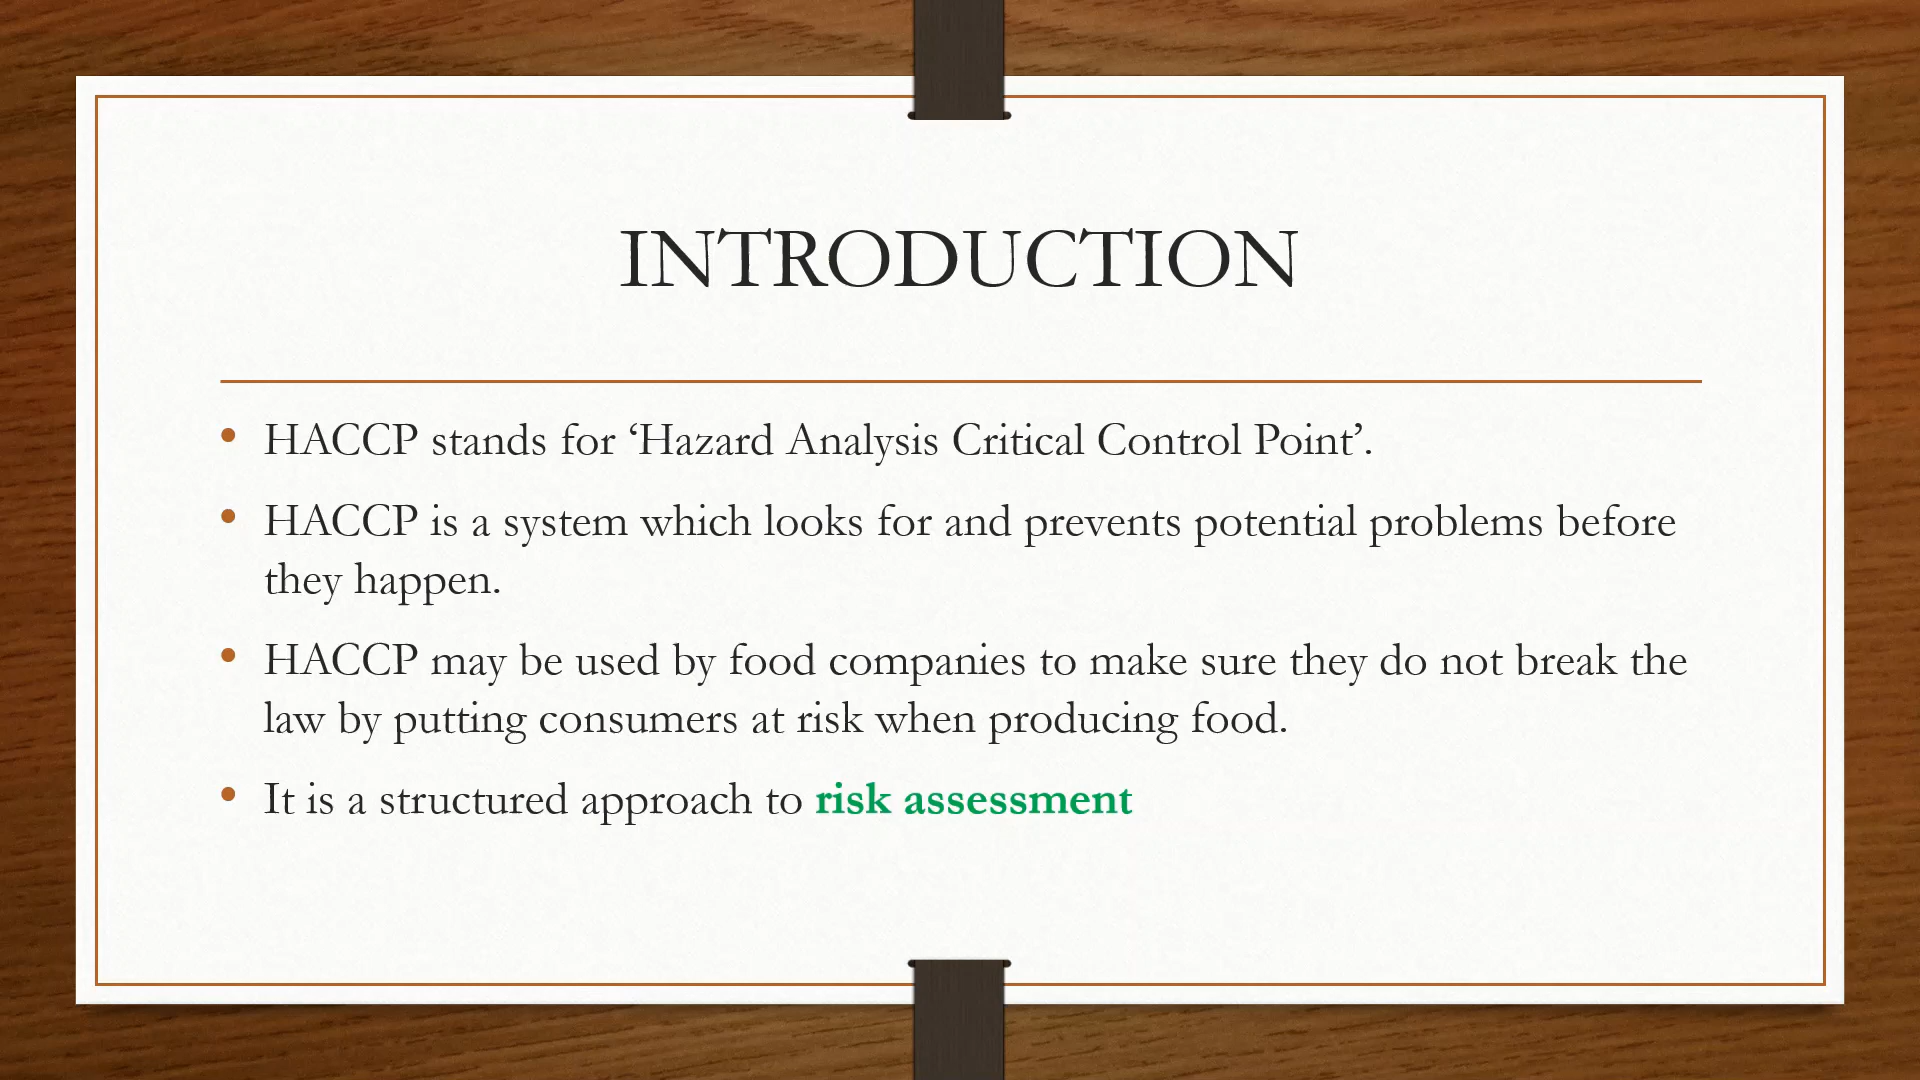 INTRODUCTION
• HACCP stands for ‘Hazard Analysis Critical Control Point’.
• HACCP is a system which looks for and prevents potential problems before
they happen.
• HACCP may be used by food companies to make sure they do not break the
law by putting consumers at risk when producing food.
• It is a structured approach to risk assessment